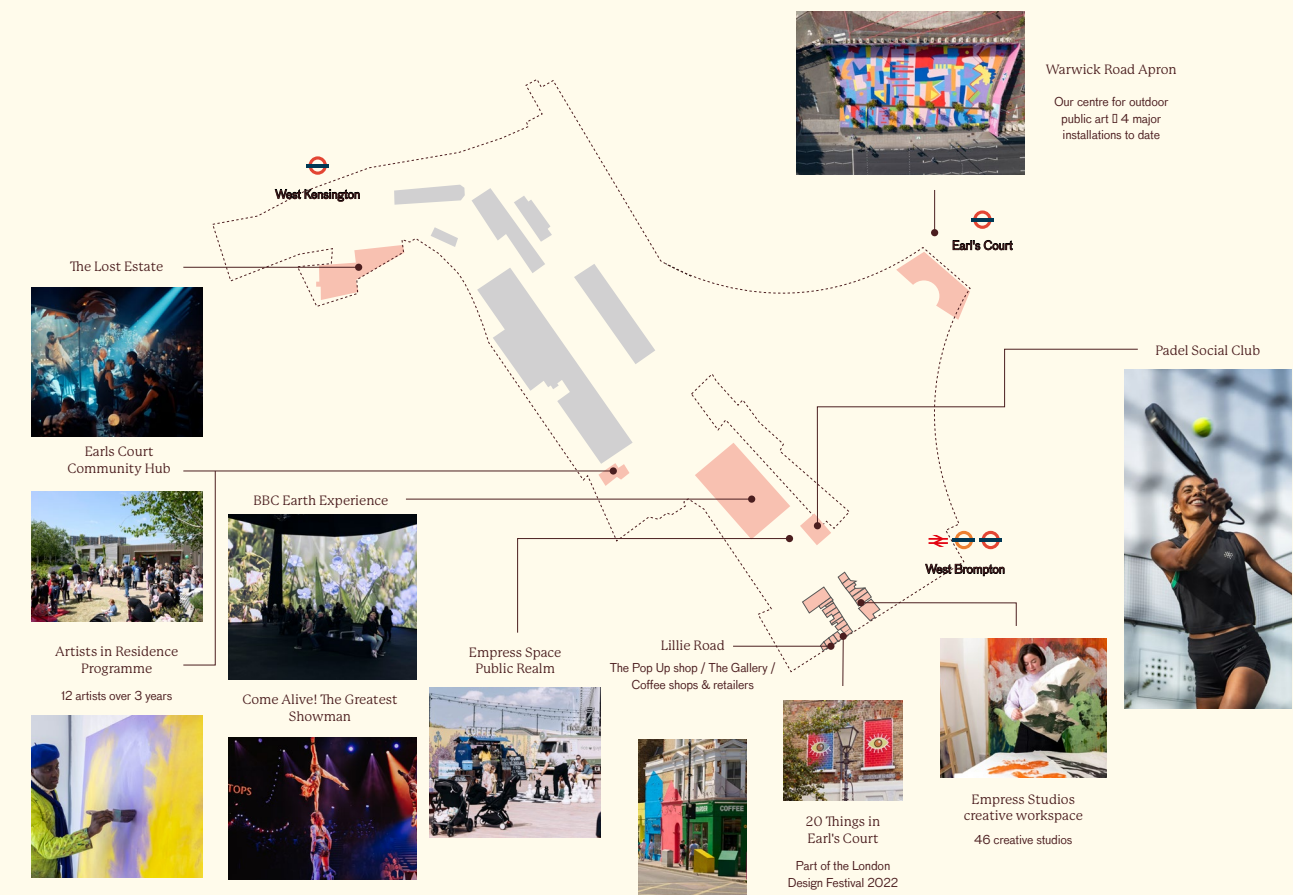 Warwick Road Apron
Our centre for outdoor
public art ▯ 4 major
installations to date
West Kensington
Earl's Court
The Lost Estate
Padel Social Club
Earls Court
Community Hub
BBC Earth Experience
West Brompton
Artists in Residence
Programme
12 artists over 3 years
Come Alive! The Greatest
Showman
Empress Space
Public Realm
Lillie Road
The Pop Up shop / The Gallery /
Coffee shops & retailers
COFFEE
TOPS
COFFEE
20 Things in
Earl's Court
Part of the London
Design Festival 2022
Empress Studios
creative workspace
46 creative studios